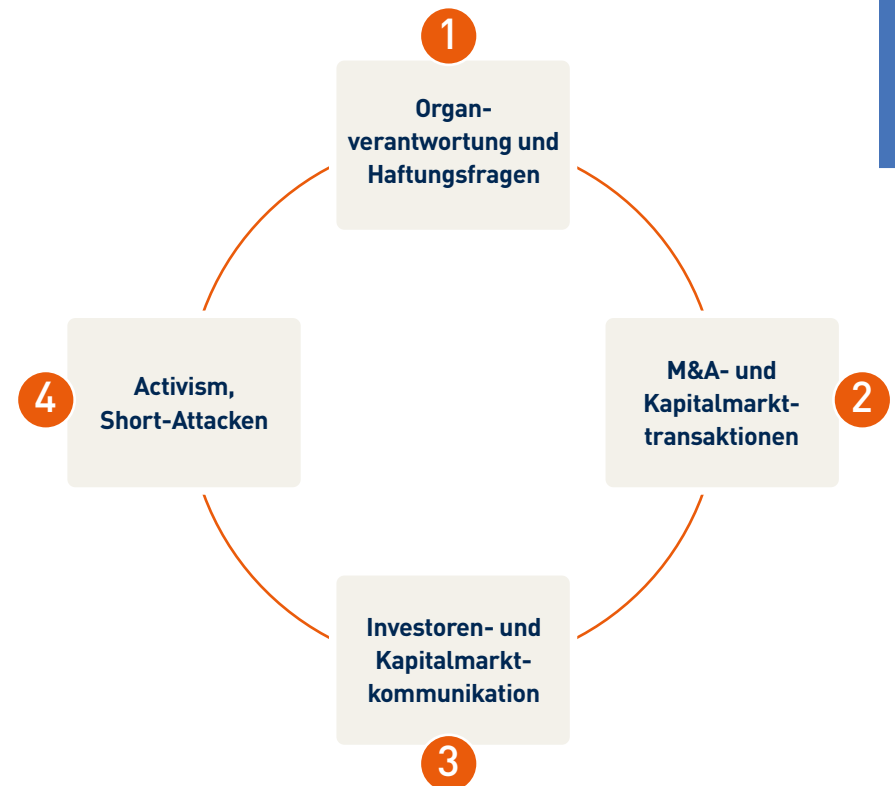 1
Organ-
verantwortung und
Haftungsfragen
M&A- und
Kapitalmarkt-
transaktionen
2
Investoren- und
Kapitalmarkt-
kommunikation
3
4
Activism,
Short-Attacken